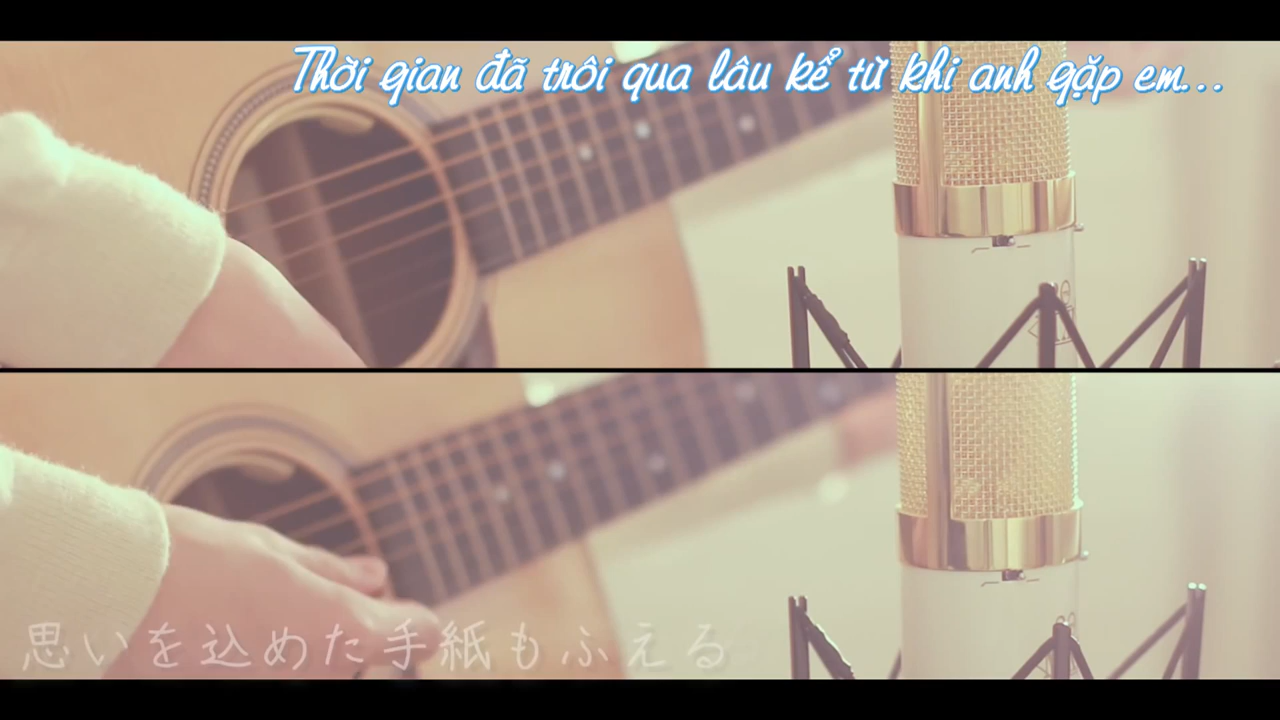 Thời gian đã trôi qua lâu kể từ khi anh gặp em...
思いを込めた手紙もふえる